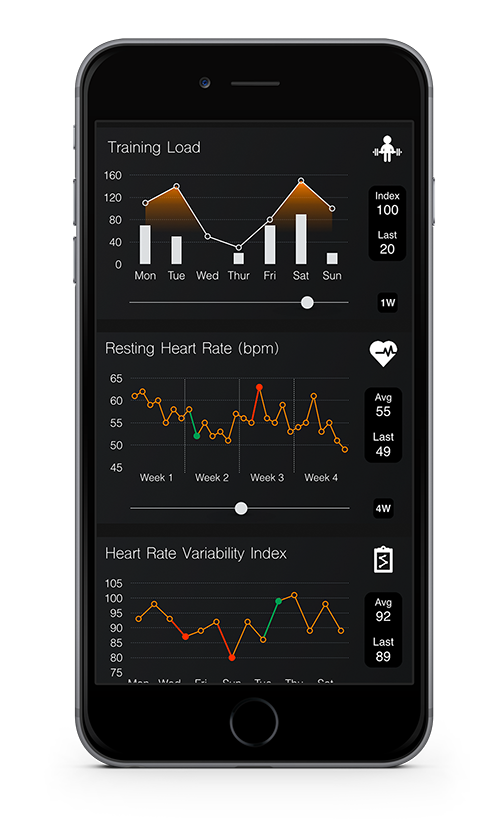 Training Load
160
120
80
40
0
Mon Tue Wed Thur Fri Sat Sun
Index
100
Last
20
1W
Resting Heart Rate (bpm)
65
60
55
50
45
Week 1 Week 2 Week 3 Week 4
Avg
55
Last
49
4W
Heart Rate Variability Index
105
100
95
90
85
80
75
Mon Wed Fri Sun Tue Thu Sat
Avg
92
Last
89